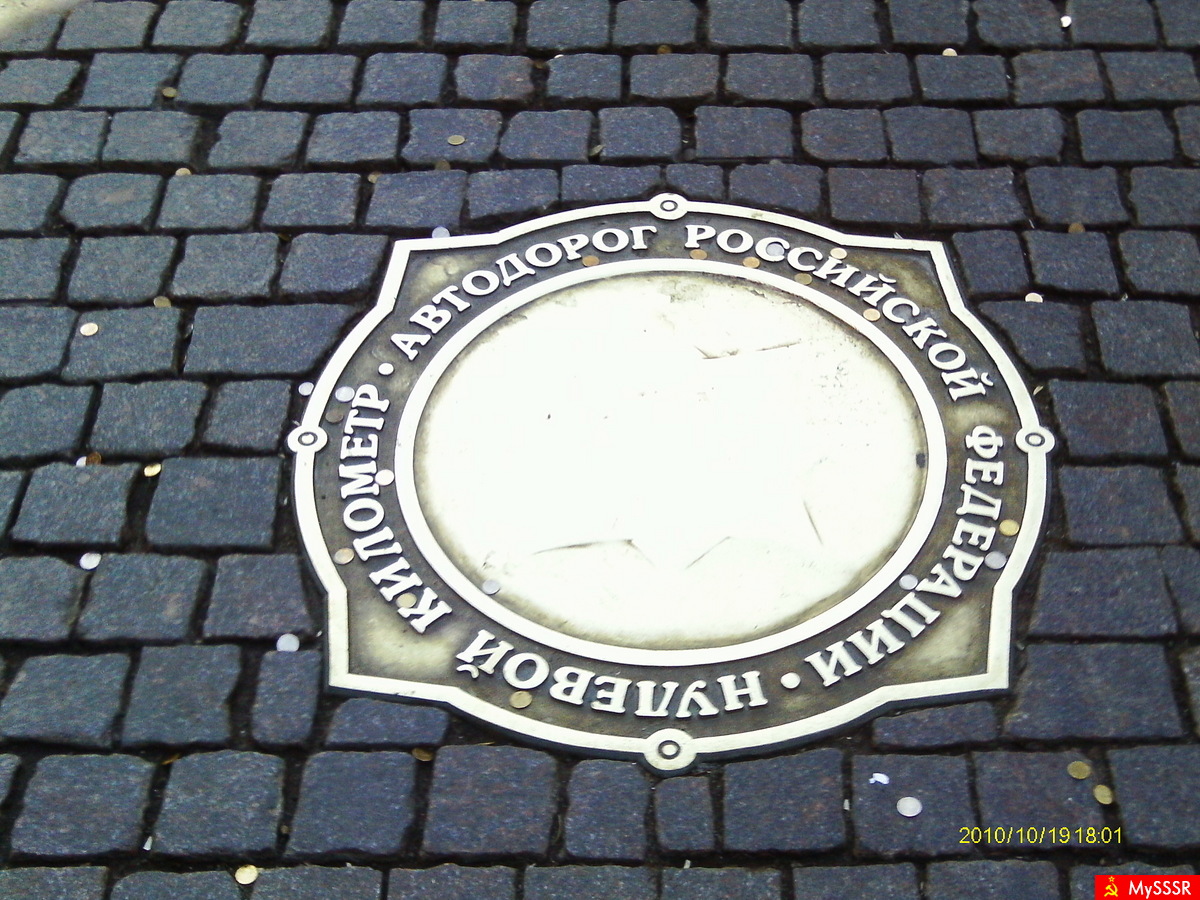 НУЛЕВОЙ КИЛОМЕТР · АВТОДОРОГ РОССИЙСКОЙ ФЕДЕРАЦИИ ·
2010/10/19 18:01
MySSSR